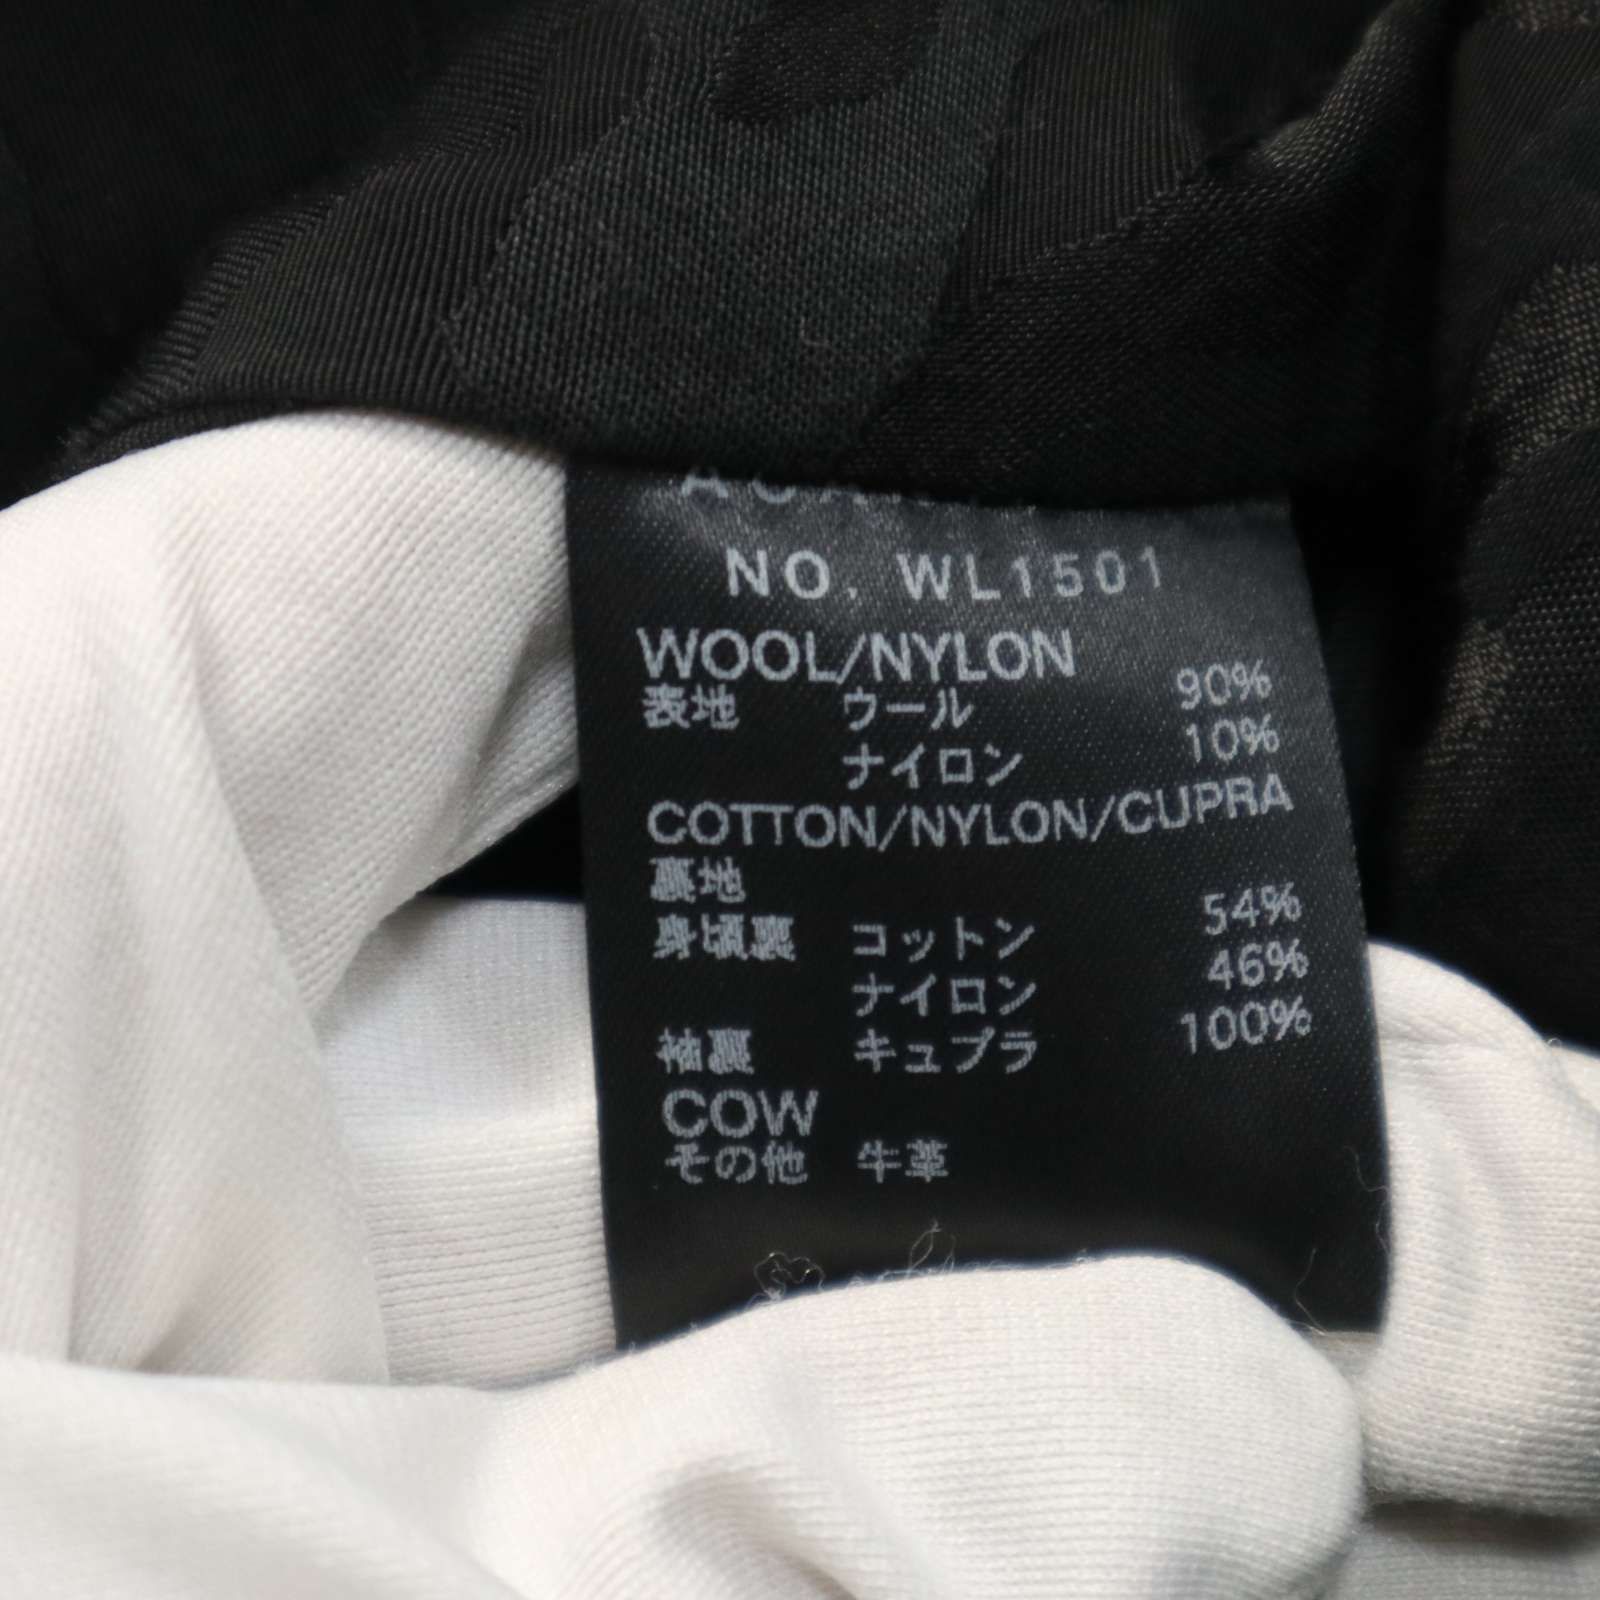 NO. WL1501
WOOL/NYLON
表地 ウール 90%
ナイロン 10%
COTTON/NYLON/CUPRA
裏地
身頃裏 コットン 54%
ナイロン 46%
袖裏 キュプラ 100%
COW
その他 牛革